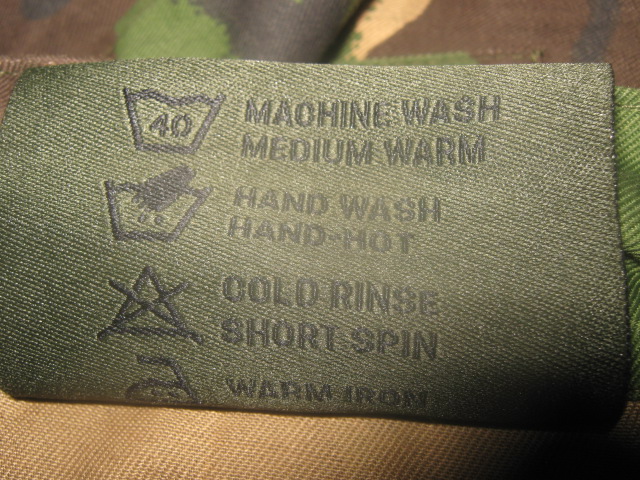 40 MACHINE WASH
MEDIUM WARM
HAND WASH
HAND-HOT
COLD RINSE
SHORT SPIN
WARM IRON